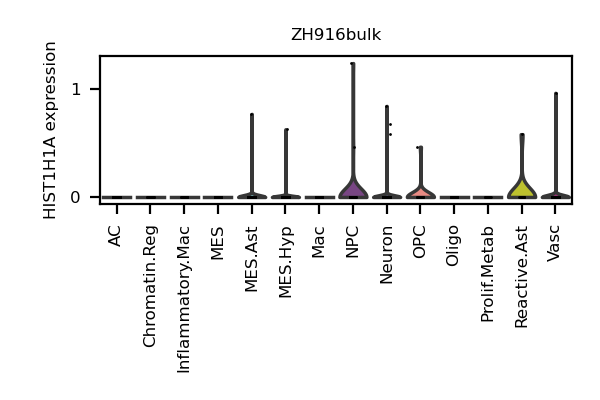 ZH916bulk
HIST1H1A expression
1
0
AC
Chromatin.Reg
Inflammatory.Mac
MES
MES.Ast
MES.Hyp
Mac
NPC
Neuron
OPC
Oligo
Prolif.Metab
Reactive.Ast
Vasc